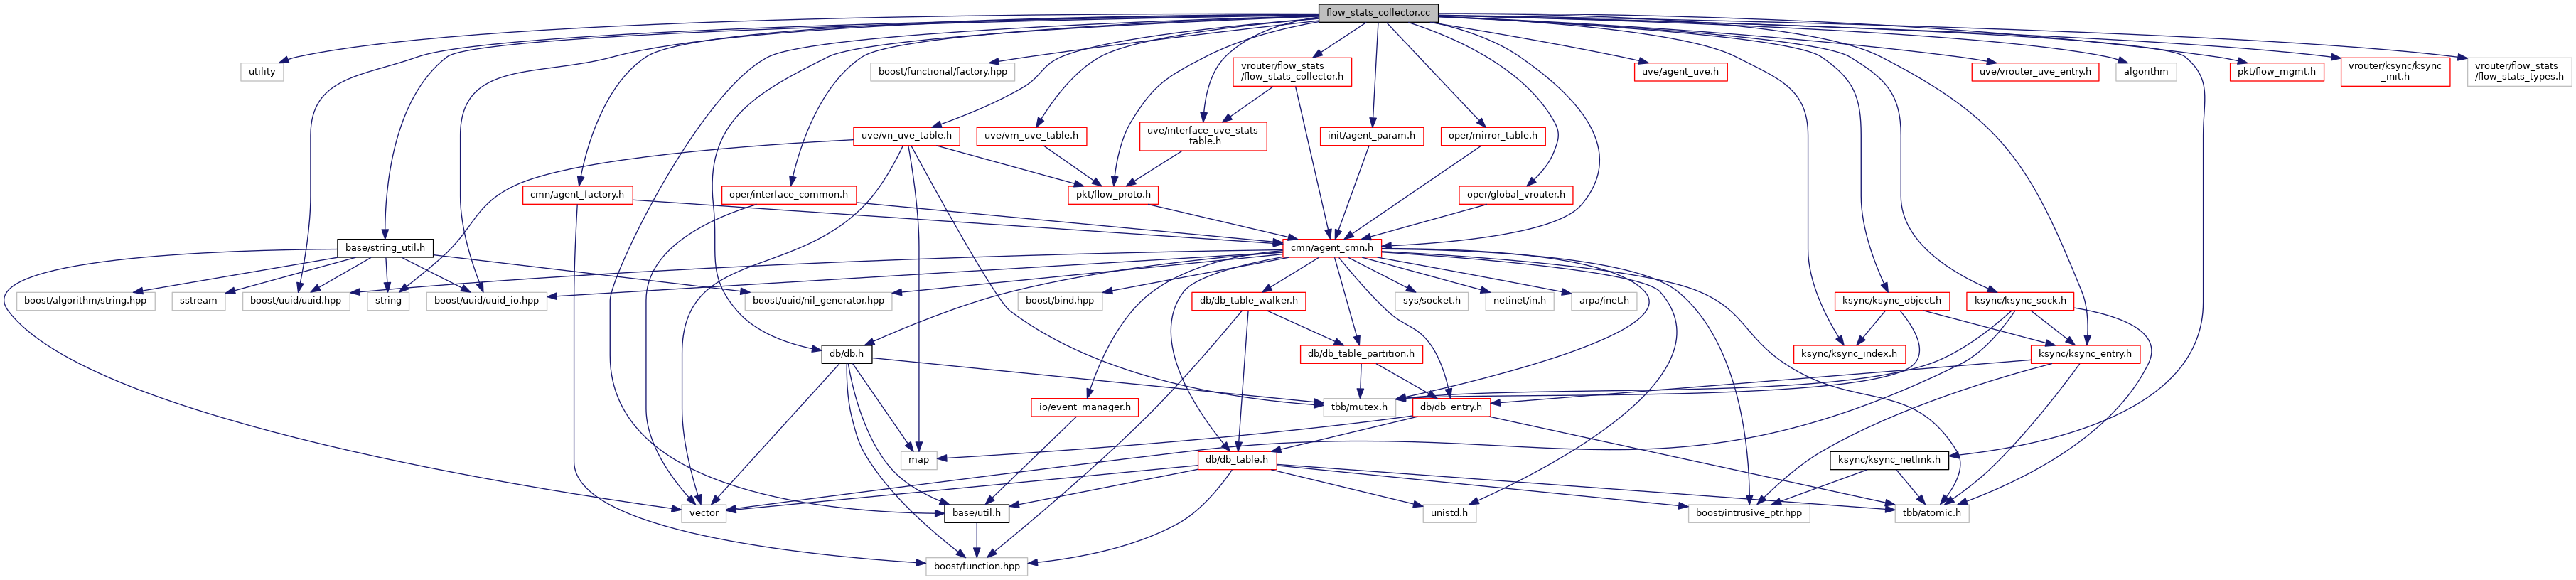 flow_stats_collector.cc
utility
boost/functional/factory.hpp
vrouter/flow_stats
/flow_stats_collector.h
uve/agent_uve.h
uve/vrouter_uve_entry.h
algorithm
pkt/flow_mgmt.h
vrouter/ksync/ksync
_init.h
vrouter/flow_stats
/flow_stats_types.h
uve/vn_uve_table.h
uve/vm_uve_table.h
uve/interface_uve_stats
_table.h
init/agent_param.h
oper/mirror_table.h
cmn/agent_factory.h
oper/interface_common.h
pkt/flow_proto.h
oper/global_vrouter.h
base/string_util.h
cmn/agent_cmn.h
boost/algorithm/string.hpp
sstream
boost/uuid/uuid.hpp
string
boost/uuid/uuid_io.hpp
boost/uuid/nil_generator.hpp
boost/bind.hpp
db/db_table_walker.h
sys/socket.h
netinet/in.h
arpa/inet.h
ksync/ksync_object.h
ksync/ksync_sock.h
db/db.h
db/db_table_partition.h
ksync/ksync_index.h
ksync/ksync_entry.h
io/event_manager.h
tbb/mutex.h
db/db_entry.h
map
db/db_table.h
ksync/ksync_netlink.h
vector
base/util.h
unistd.h
boost/intrusive_ptr.hpp
tbb/atomic.h
boost/function.hpp